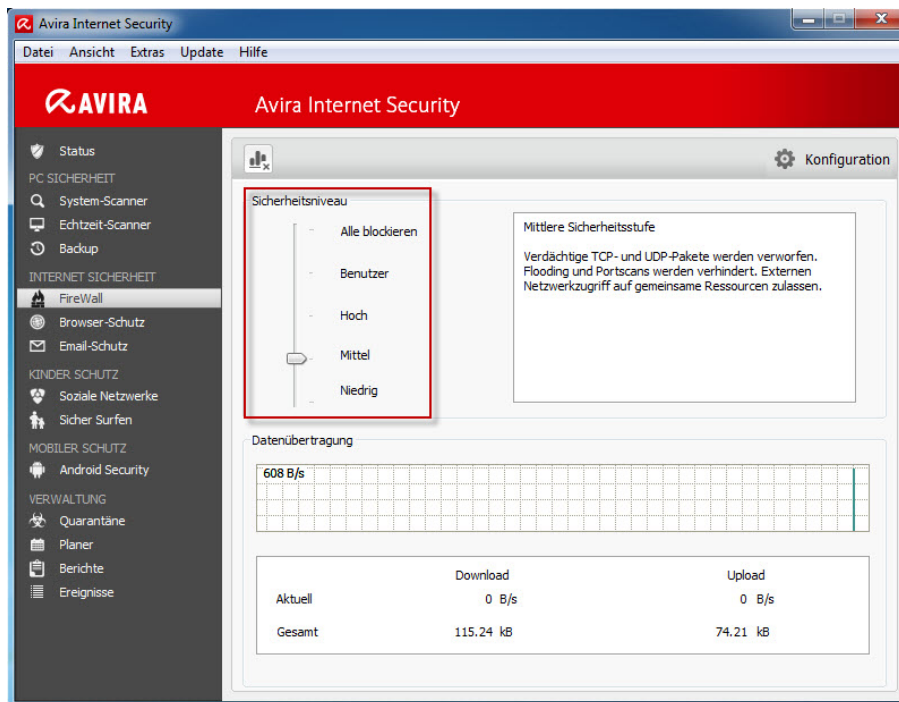 Avira Internet Security
Datei Ansicht Extras Update Hilfe
AVIRA
Avira Internet Security
Status
PC SICHERHEIT
System-Scanner
Echtzeit-Scanner
Backup
INTERNET SICHERHEIT
FireWall
Browser-Schutz
Email-Schutz
KINDER SCHUTZ
Soziale Netzwerke
Sicher Surfen
MOBILER SCHUTZ
Android Security
VERWALTUNG
Quarantäne
Planer
Berichte
Ereignisse
Konfiguration
Sicherheitsniveau
Alle blockieren
Benutzer
Hoch
Mittel
Niedrig
Mittlere Sicherheitsstufe
Verdächtige TCP- und UDP-Pakete werden verworfen.
Flooding und Portscans werden verhindert. Externen
Netzwerkzugriff auf gemeinsame Ressourcen zulassen.
Datenübertragung
608 B/s
Download Upload
Aktuell 0 B/s 0 B/s
Gesamt 115.24 kB 74.21 kB